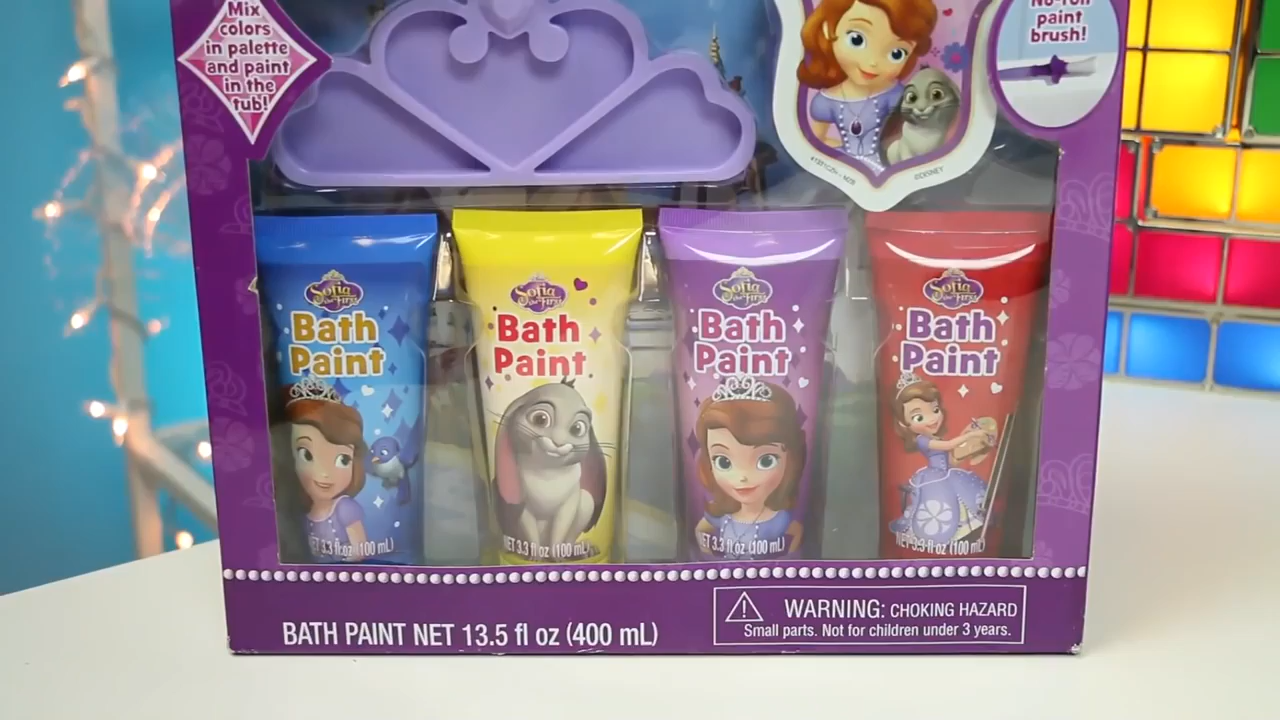 Mix
colors
in palette
and paint
in the
tub!
No-roll
paint
brush!
©DISNEY
Sofia
the First
Bath
Paint
NET 3.3 fl oz (100 mL)
Sofia
the First
Bath
Paint
NET 3.3 fl oz (100 mL)
Sofia
the First
Bath
Paint
NET 3.3 fl oz (100 mL)
Sofia
the First
Bath
Paint
NET 3.3 fl oz (100 mL)
BATH PAINT NET 13.5 fl oz (400 mL)
WARNING: CHOKING HAZARD
Small parts. Not for children under 3 years.